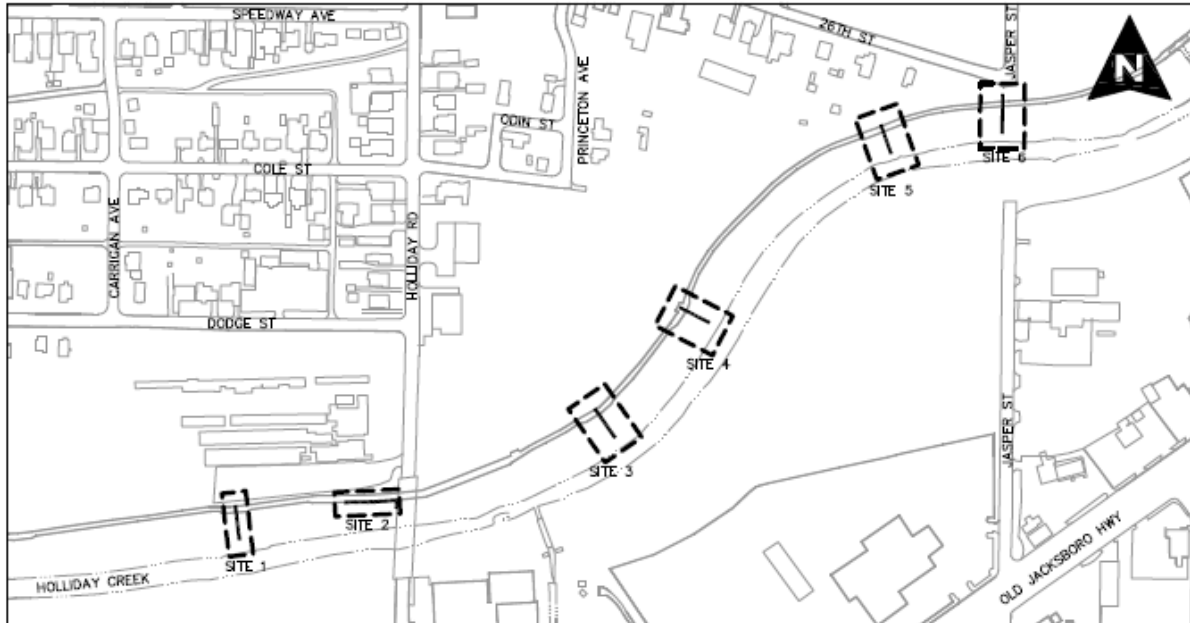 SPEEDWAY AVE
26TH ST
JASPER ST
N
PRINCETON AVE
ODIN ST
COLE ST
SITE 6
SITE 5
CARRIGAN AVE
HOLLIDAY RD
DODGE ST
SITE 4
SITE 3
JASPER ST
SITE 2
SITE 1
OLD JACKSBORO HWY
HOLLIDAY CREEK